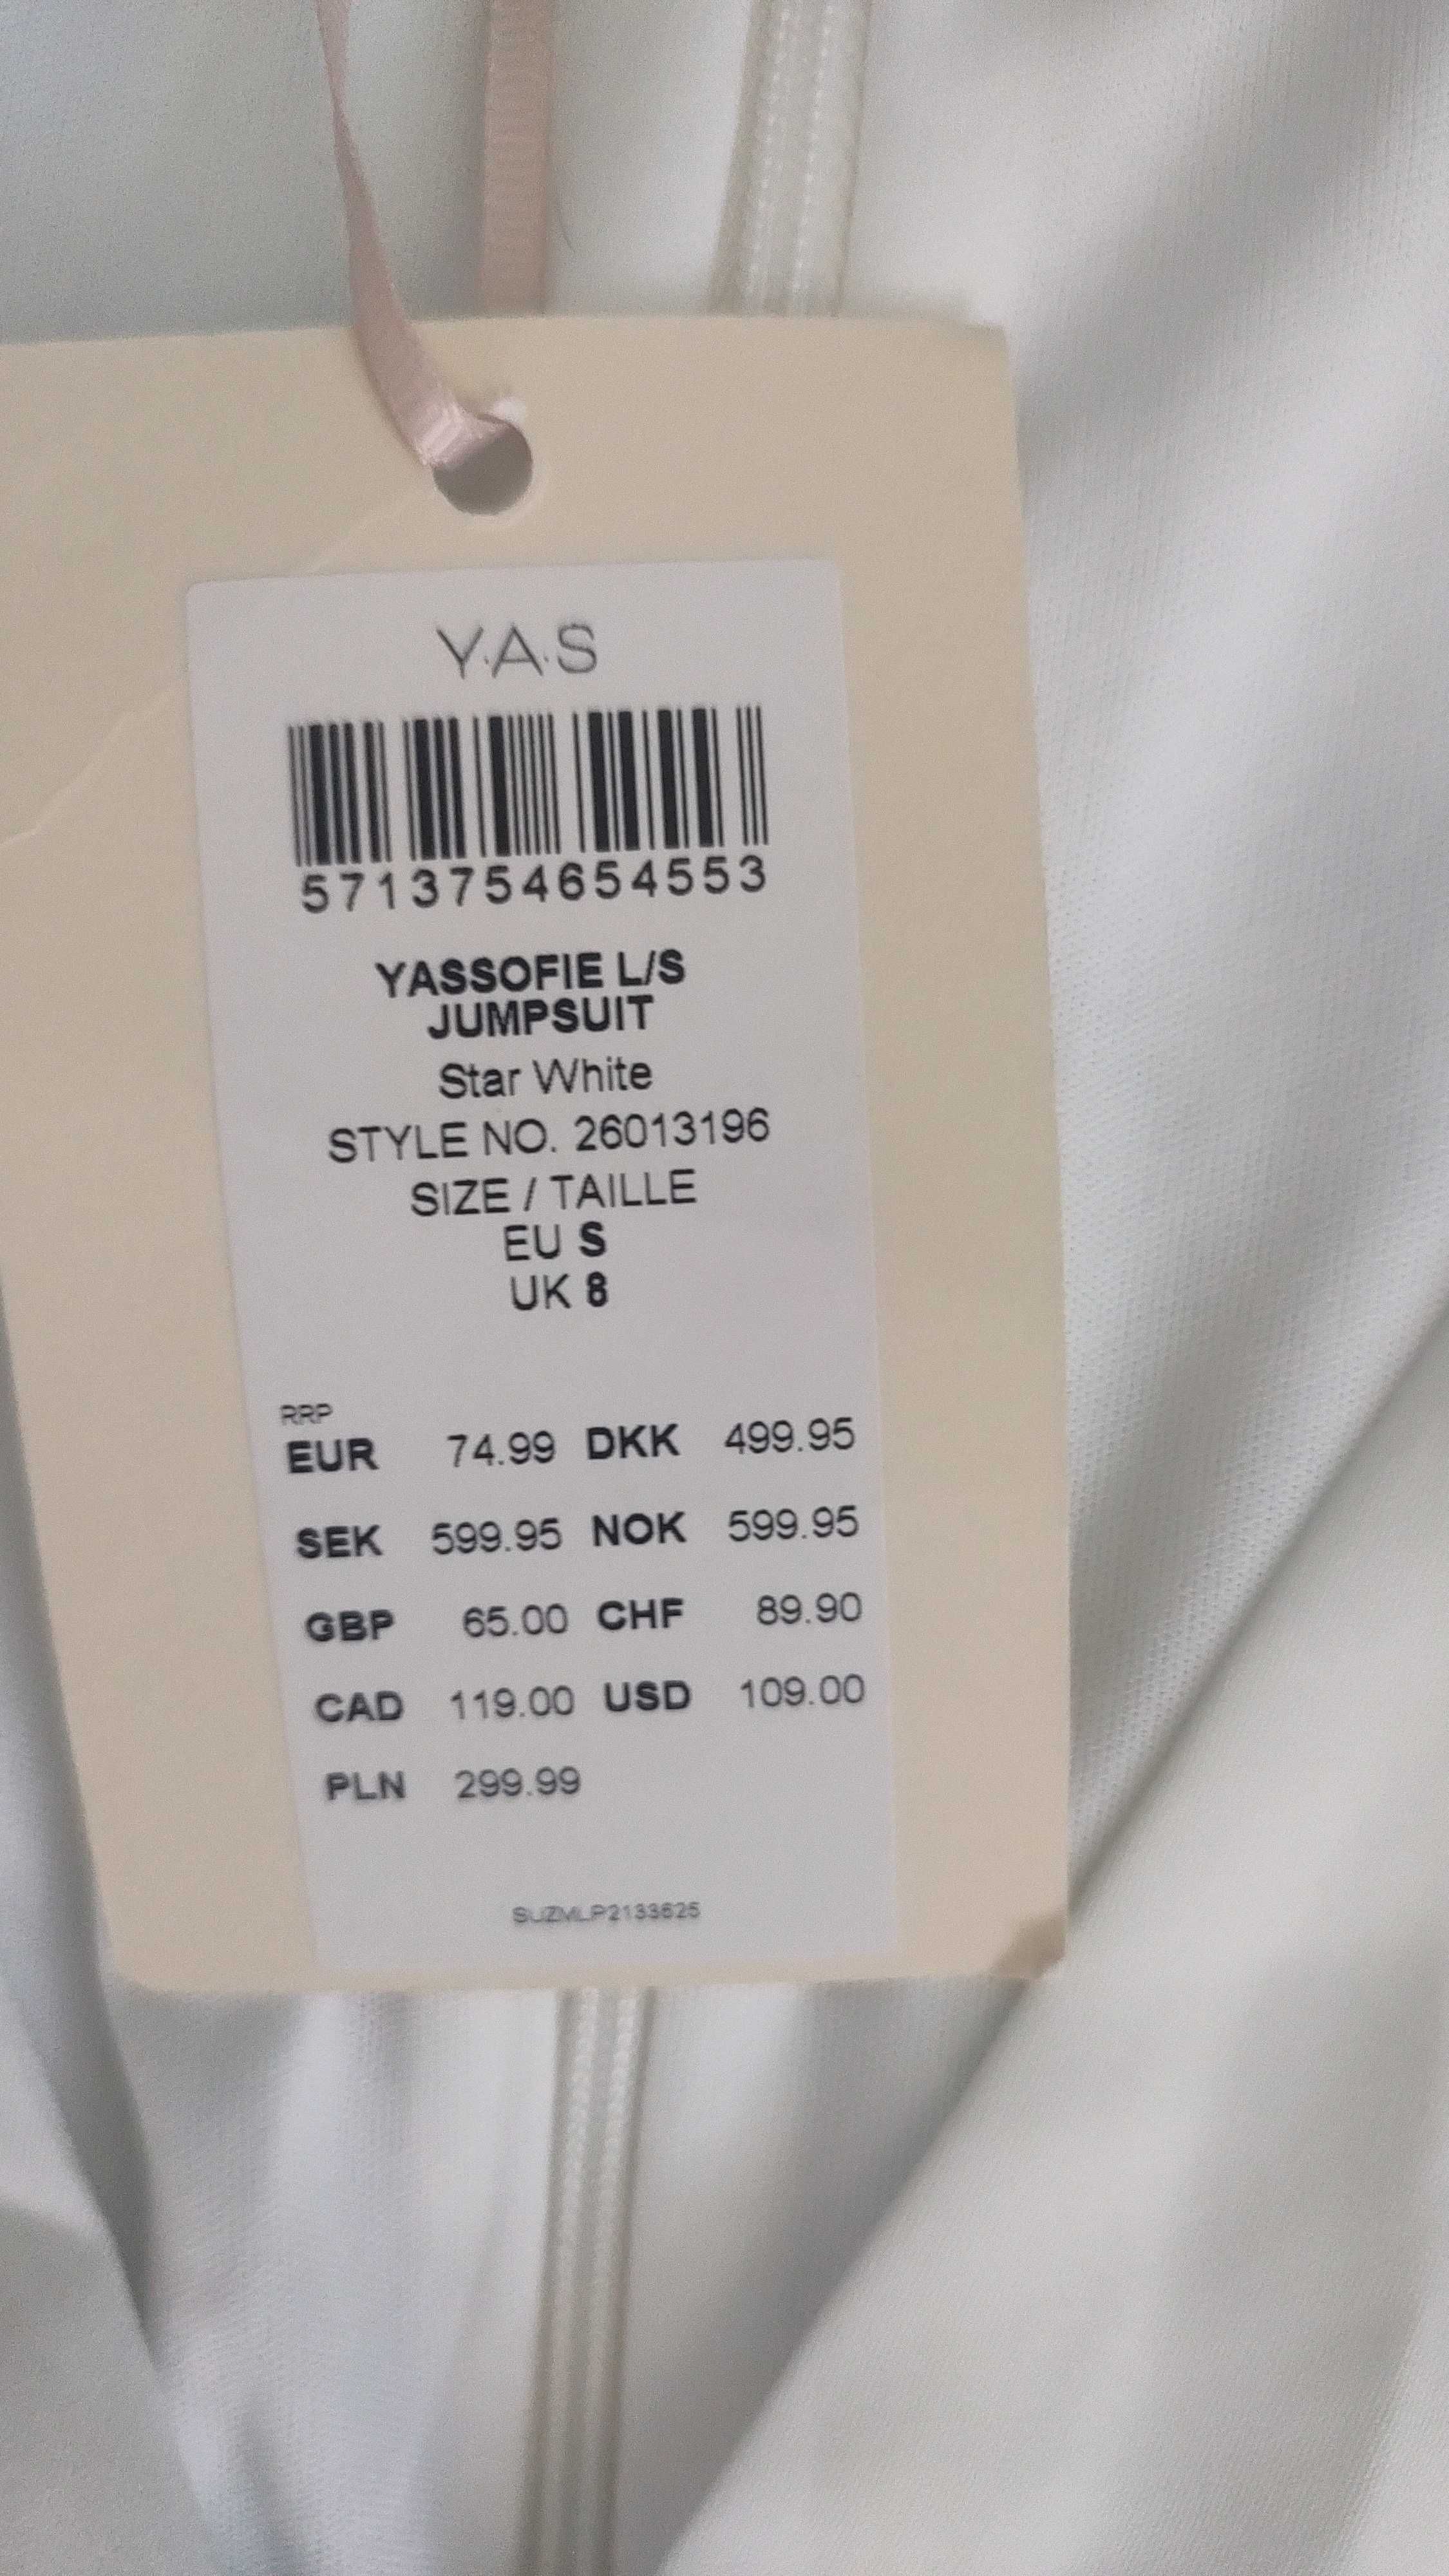 Y.A.S
5713754654553
YASSOFIE L/S
JUMPSUIT
Star White
STYLE NO. 26013196
SIZE / TAILLE
EU S
UK 8
RRP
EUR 74.99 DKK 499.95
SEK 599.95 NOK 599.95
GBP 65.00 CHF 89.90
CAD 119.00 USD 109.00
PLN 299.99
SUZMLP2133625